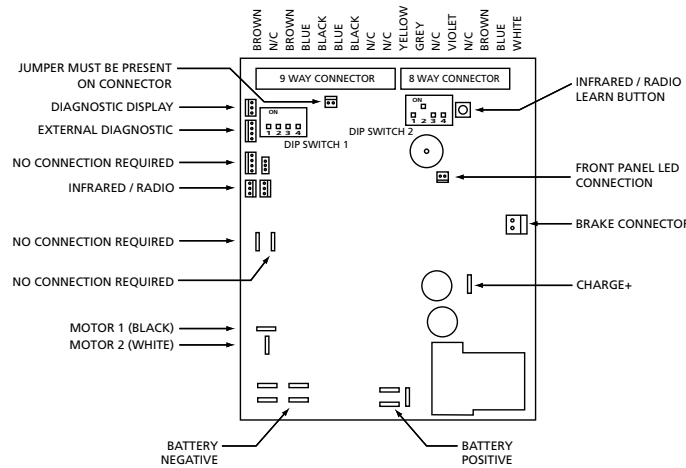 BROWN
N/C
BROWN
BLUE
BLACK
BLUE
BLACK
N/C
N/C
YELLOW
GREY
N/C
VIOLET
N/C
BROWN
BLUE
WHITE
9 WAY CONNECTOR
8 WAY CONNECTOR
JUMPER MUST BE PRESENT
ON CONNECTOR
DIAGNOSTIC DISPLAY
EXTERNAL DIAGNOSTIC
NO CONNECTION REQUIRED
INFRARED / RADIO
NO CONNECTION REQUIRED
NO CONNECTION REQUIRED
MOTOR 1 (BLACK)
MOTOR 2 (WHITE)
BATTERY
NEGATIVE
ON
1 2 3 4
DIP SWITCH 1
ON
1 2 3 4
DIP SWITCH 2
INFRARED / RADIO
LEARN BUTTON
FRONT PANEL LED
CONNECTION
BRAKE CONNECTOR
CHARGE+
BATTERY
POSITIVE